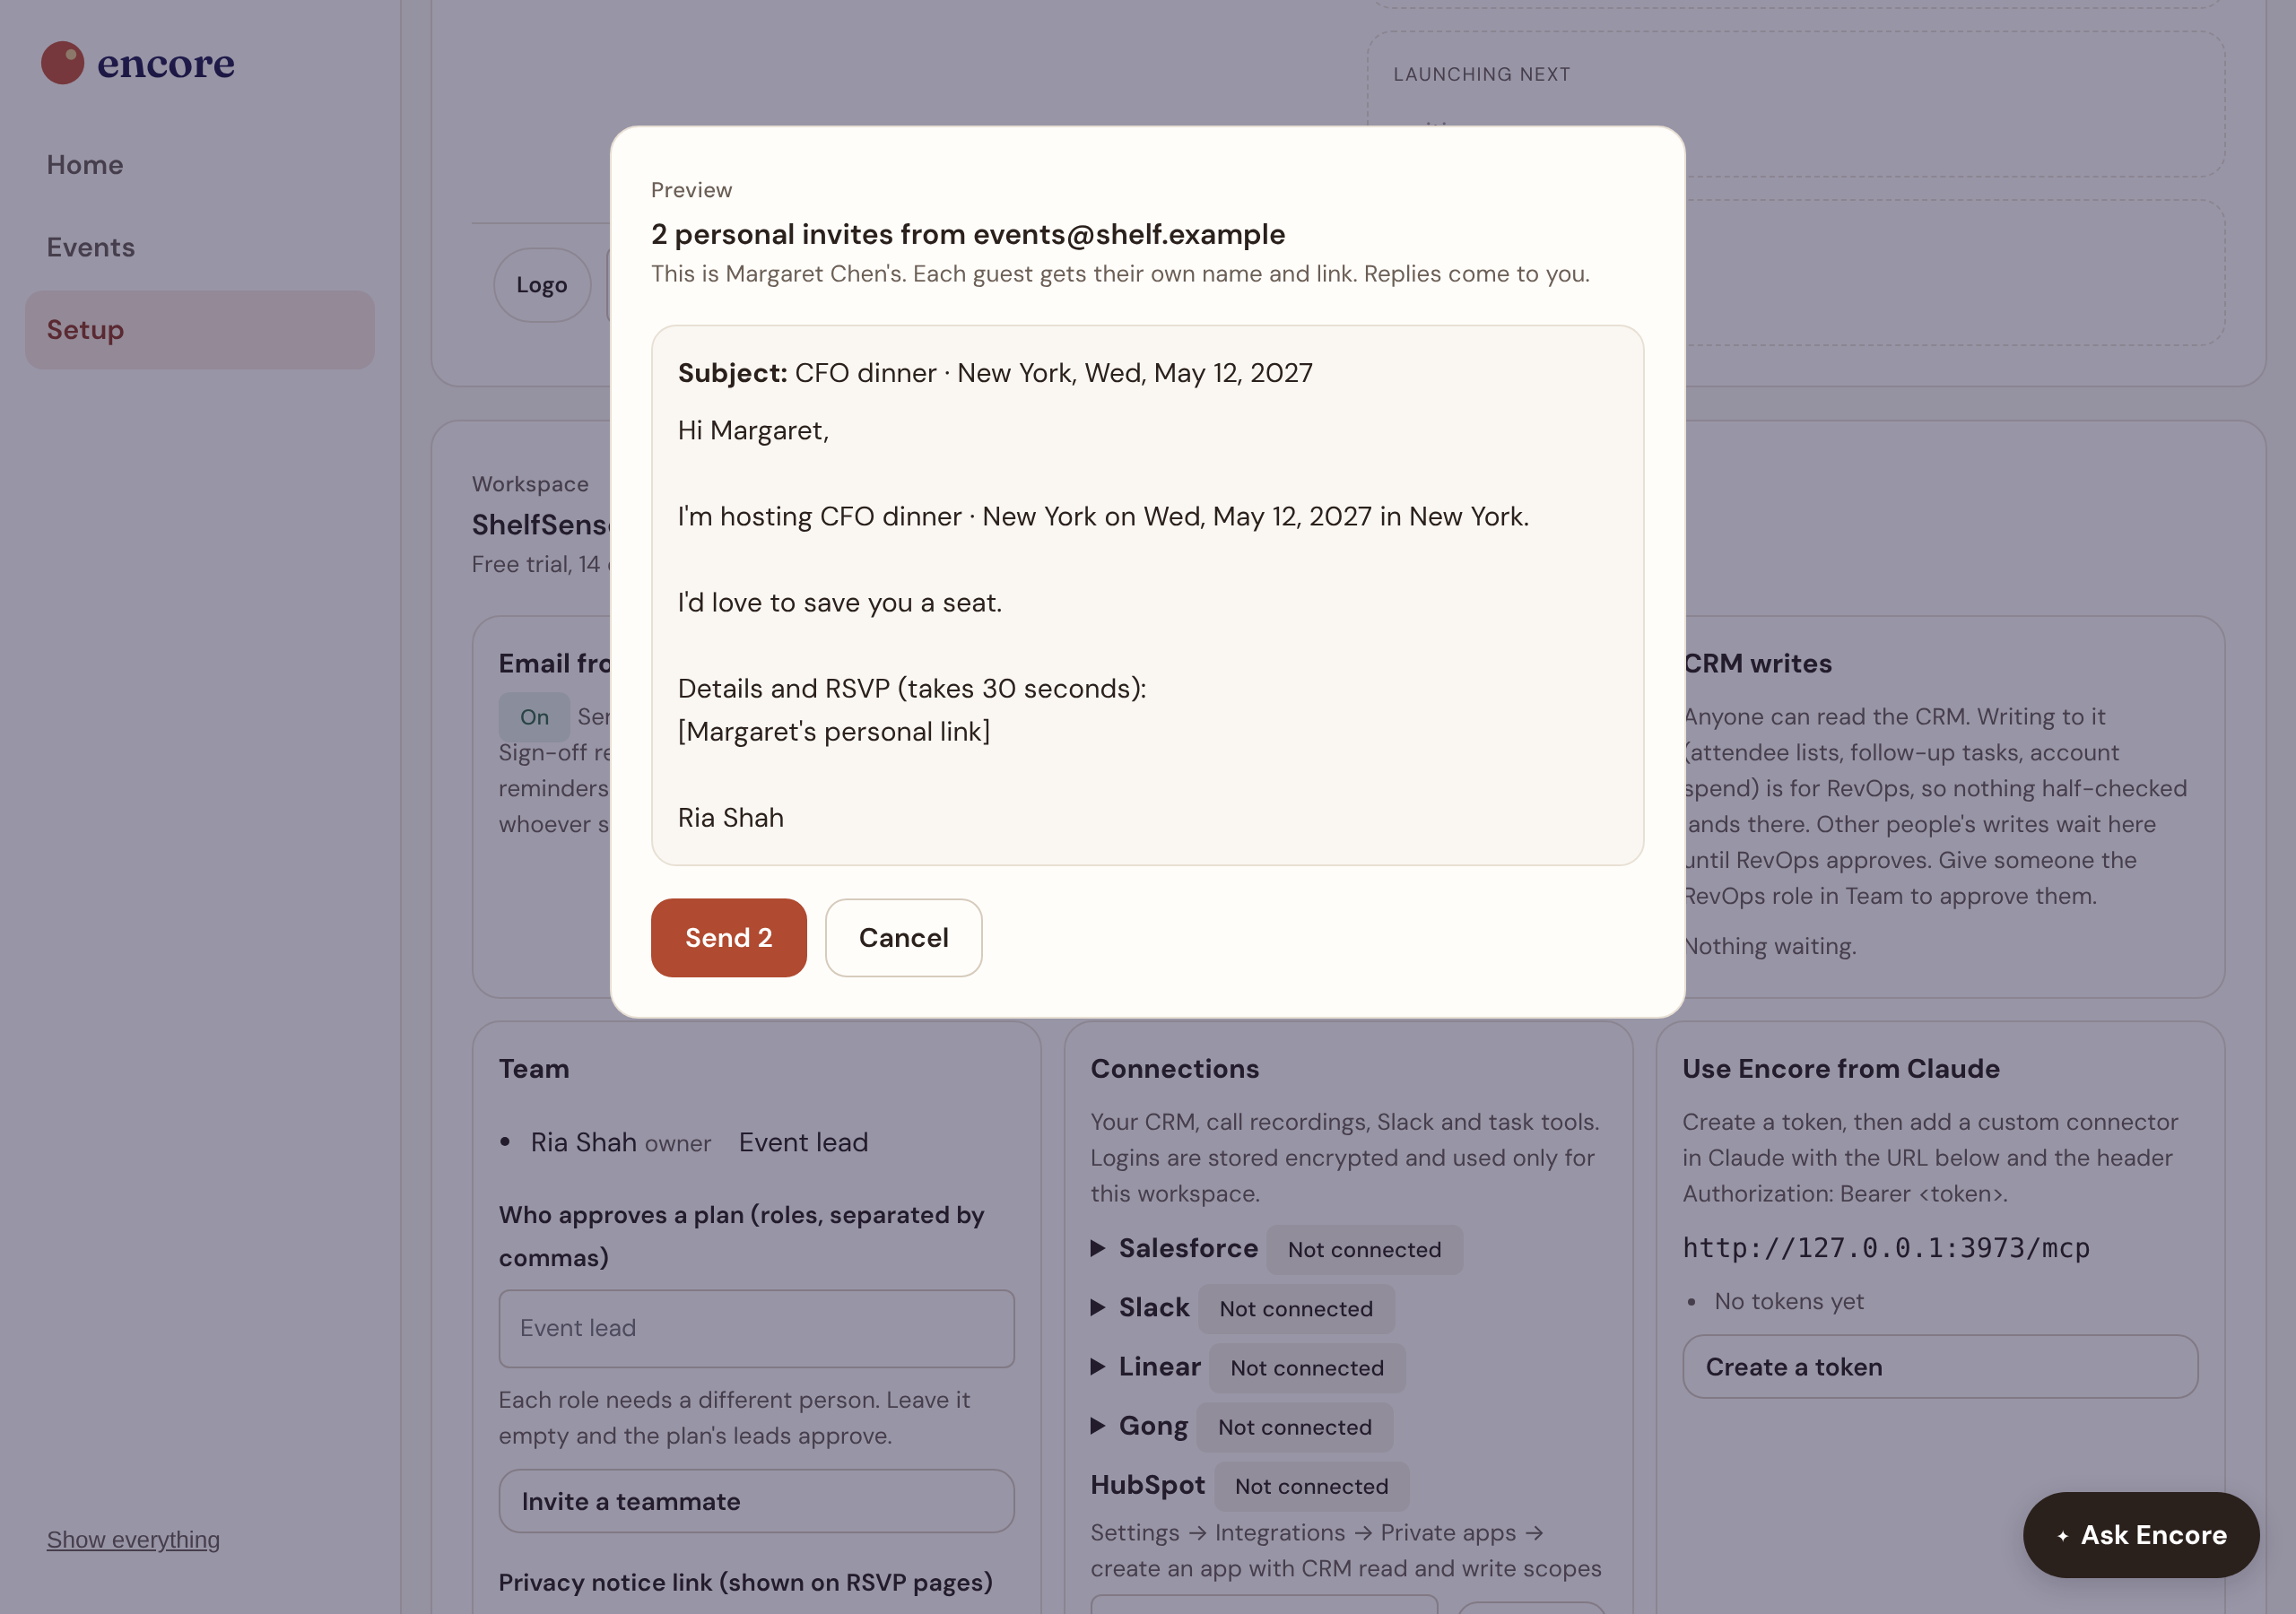 encore
Home
Events
Setup
Show everything
LAUNCHING NEXT
Logo
Preview
2 personal invites from events@shelf.example
This is Margaret Chen's. Each guest gets their own name and link. Replies come to you.
Subject: CFO dinner · New York, Wed, May 12, 2027
Hi Margaret,
I'm hosting CFO dinner · New York on Wed, May 12, 2027 in New York.
I'd love to save you a seat.
Details and RSVP (takes 30 seconds):
[Margaret's personal link]
Ria Shah
Send 2
Cancel
Workspace
Free trial, 14
Email
On
Sign-off
reminders
whoever
CRM writes
Anyone can read the CRM. Writing to it
(attendee lists, follow-up tasks, account
spend) is for RevOps, so nothing half-checked
lands there. Other people's writes wait here
until RevOps approves. Give someone the
RevOps role in Team to approve them.
Nothing waiting.
Team
• Ria Shah owner Event lead
Who approves a plan (roles, separated by
commas)
Event lead
Each role needs a different person. Leave it
empty and the plan's leads approve.
Invite a teammate
Privacy notice link (shown on RSVP pages)
Connections
Your CRM, call recordings, Slack and task tools.
Logins are stored encrypted and used only for
this workspace.
Salesforce Not connected
Slack Not connected
Linear Not connected
Gong Not connected
HubSpot Not connected
Settings → Integrations → Private apps →
create an app with CRM read and write scopes
Use Encore from Claude
Create a token, then add a custom connector
in Claude with the URL below and the header
Authorization: Bearer <token>.
http://127.0.0.1:3973/mcp
• No tokens yet
Create a token
Ask Encore